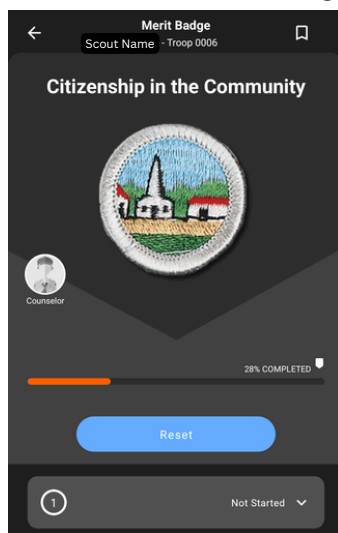 Merit Badge
Scout Name - Troop 0006
Citizenship in the Community
Counselor
28% COMPLETED
Reset
1 Not Started